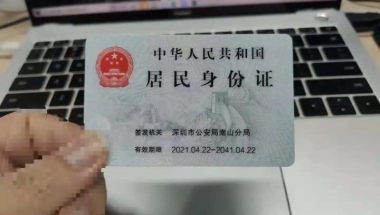 中华人民共和国
居民身份证
签发机关 深圳市公安局南山分局
有效期限 2021.04.22-2041.04.22